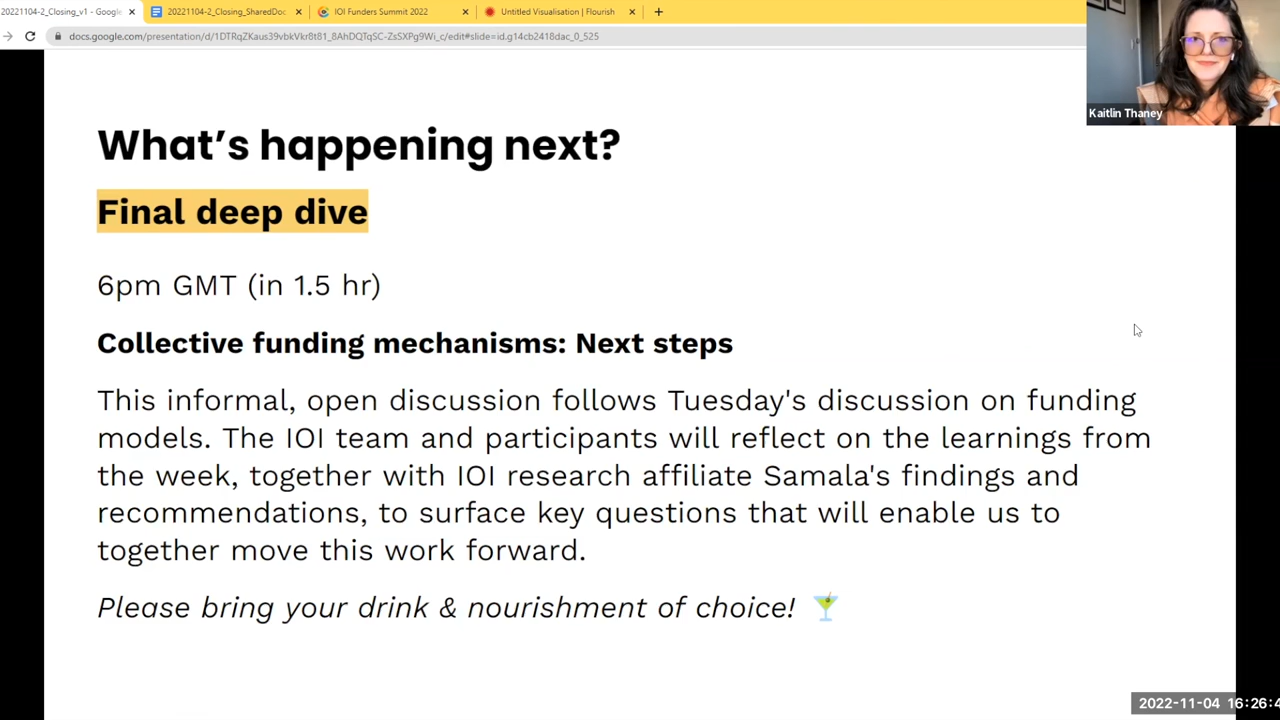 20221104-2_Closing_v1 - Google
20221104-2_Closing_SharedDoc
IOI Funders Summit 2022
Untitled Visualisation | Flourish
docs.google.com/presentation/d/1DTRqZKaus39vbkVkr8t81_8AhDQTqSC-ZsSXPg9Wi_c/edit#slide=id.g14cb2418dac_0_525
Kaitlin Thaney
What's happening next?
Final deep dive
6pm GMT (in 1.5 hr)
Collective funding mechanisms: Next steps
This informal, open discussion follows Tuesday's discussion on funding
models. The IOI team and participants will reflect on the learnings from
the week, together with IOI research affiliate Samala's findings and
recommendations, to surface key questions that will enable us to
together move this work forward.
Please bring your drink & nourishment of choice!
2022-11-04 16:26:4